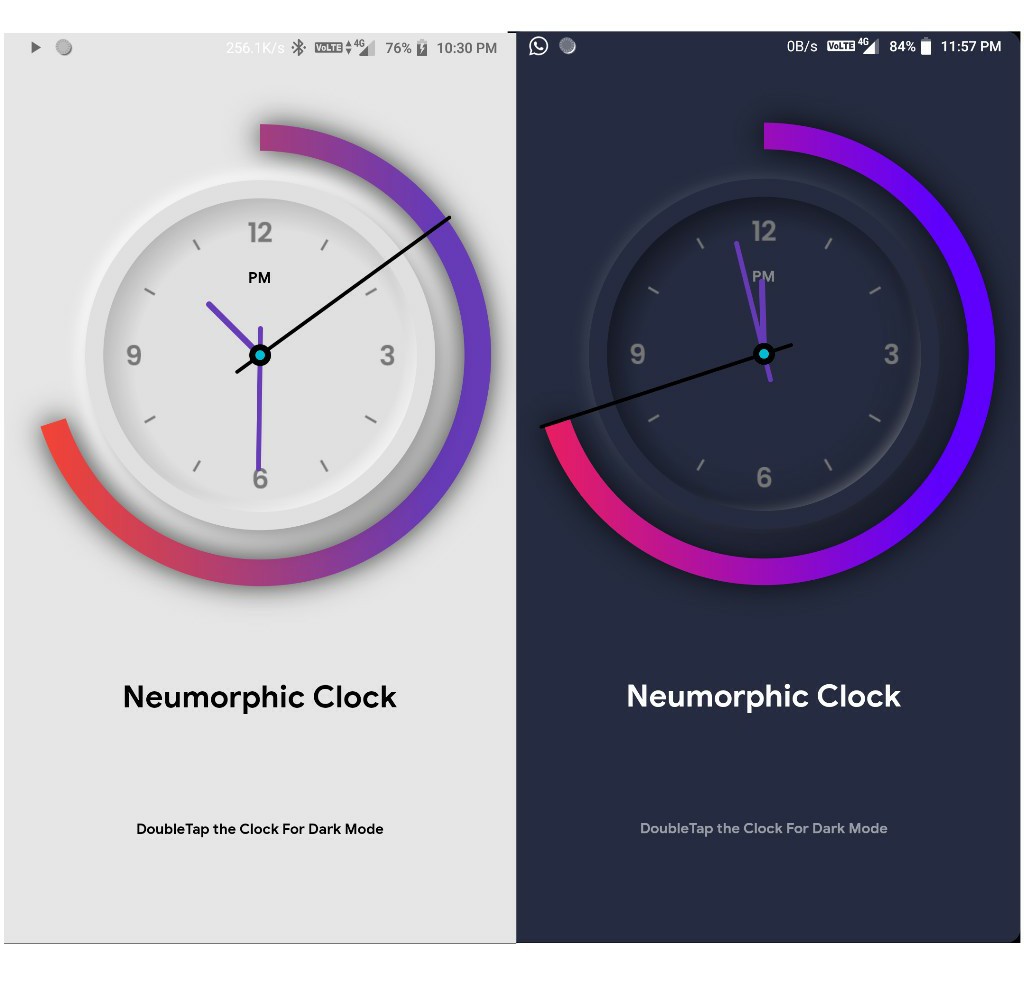 256.1K/s VoLTE 4G 76% 10:30 PM
12
PM
9
3
6
Neumorphic Clock
DoubleTap the Clock For Dark Mode
0B/s VoLTE 4G 84% 11:57 PM
12
PM
9
3
6
Neumorphic Clock
DoubleTap the Clock For Dark Mode